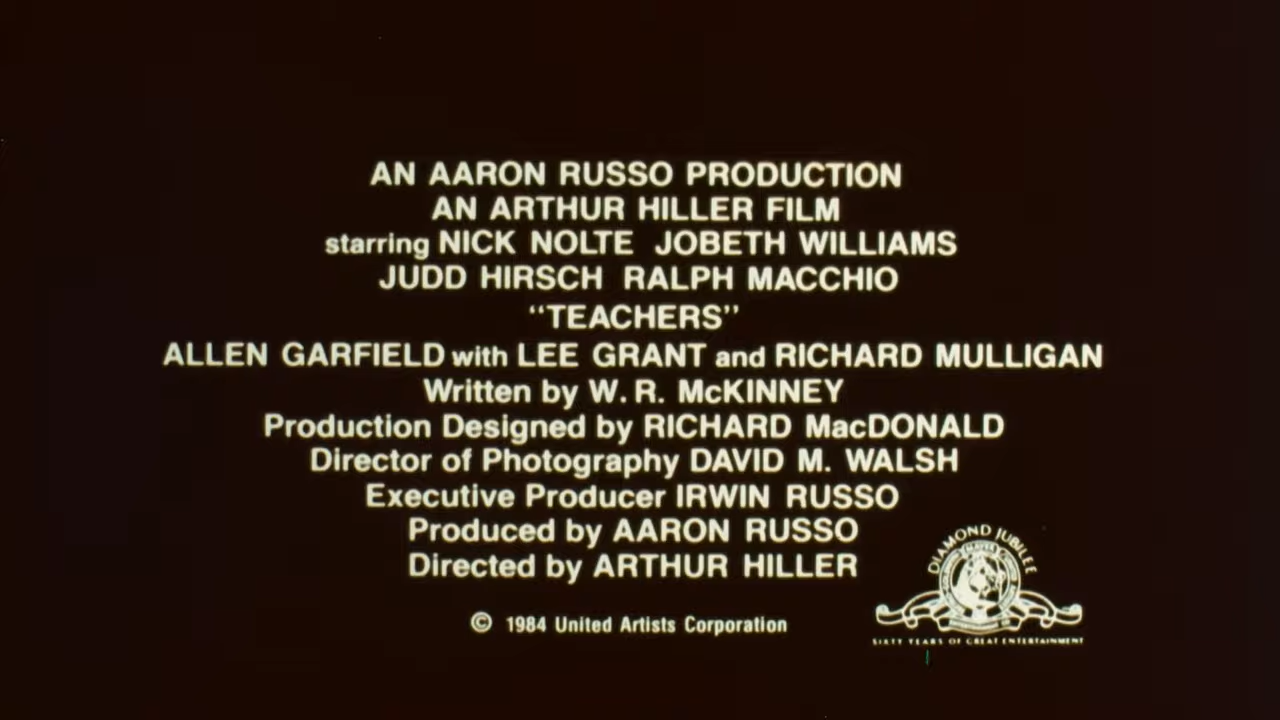 AN AARON RUSSO PRODUCTION
AN ARTHUR HILLER FILM
starring NICK NOLTE JOBETH WILLIAMS
JUDD HIRSCH RALPH MACCHIO
"TEACHERS"
ALLEN GARFIELD with LEE GRANT and RICHARD MULLIGAN
Written by W. R. McKINNEY
Production Designed by RICHARD MacDONALD
Director of Photography DAVID M. WALSH
Executive Producer IRWIN RUSSO
Produced by AARON RUSSO
Directed by ARTHUR HILLER
© 1984 United Artists Corporation
DIAMOND JUBILEE
MAYER
SIXTY YEARS OF GREAT ENTERTAINMENT